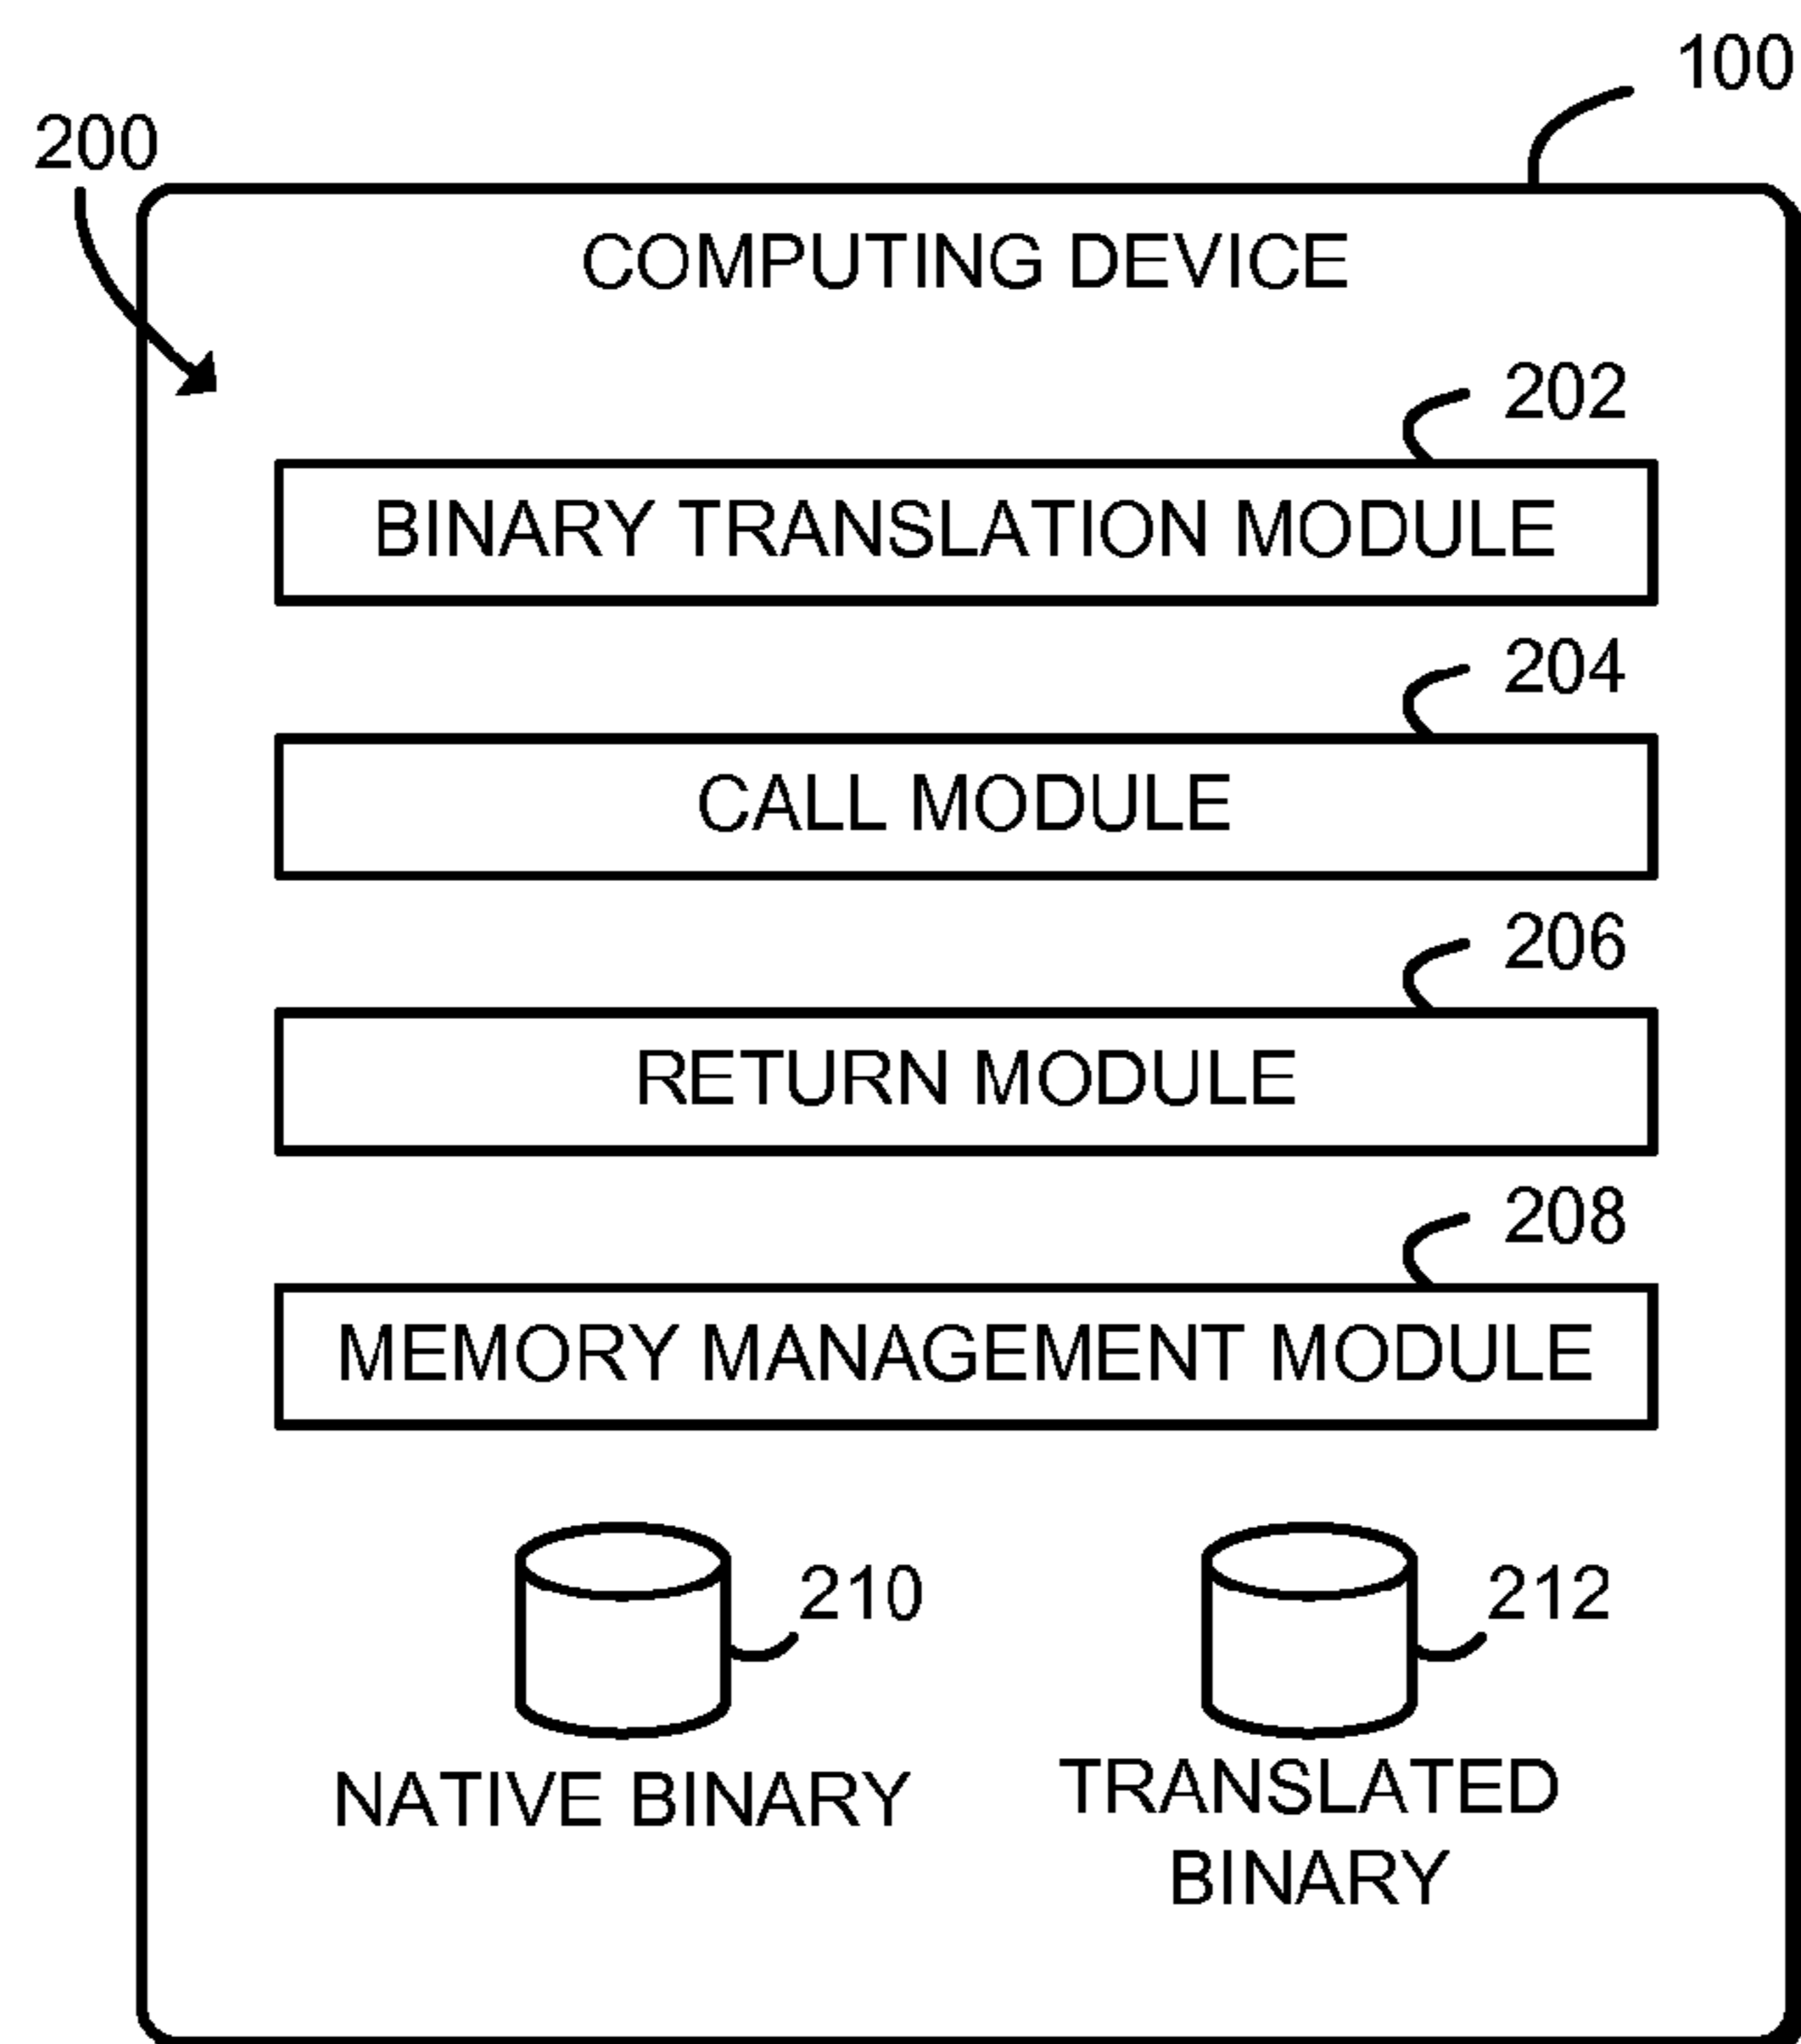 100
200
COMPUTING DEVICE
202
BINARY TRANSLATION MODULE
204
CALL MODULE
206
RETURN MODULE
208
MEMORY MANAGEMENT MODULE
210
212
NATIVE BINARY
TRANSLATED
BINARY